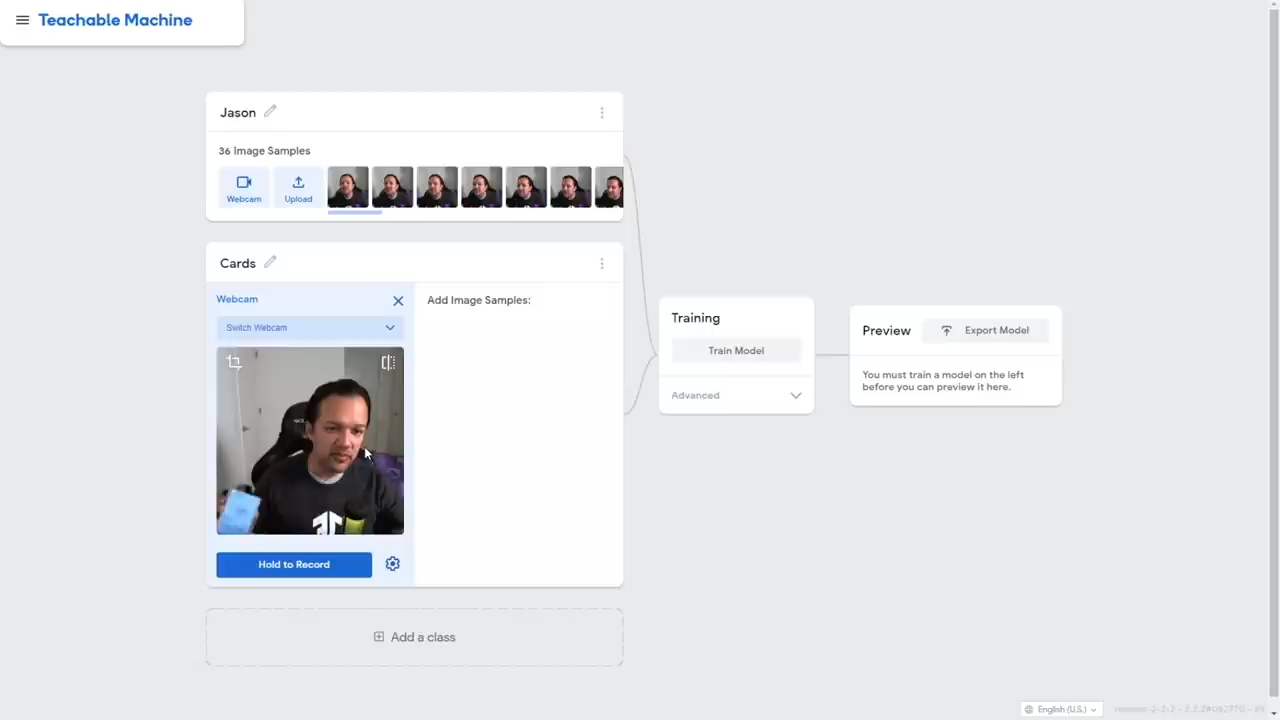 Teachable Machine
Jason
36 Image Samples
Webcam
Upload
Cards
Webcam
Switch Webcam
Add Image Samples:
Hold to Record
Add a class
Training
Train Model
Advanced
Preview
Export Model
You must train a model on the left
before you can preview it here.
English (U.S.)